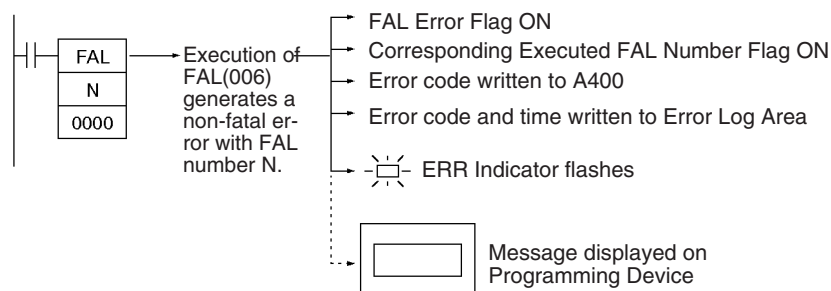 FAL
N
0000
Execution of
FAL(006)
generates a
non-fatal er-
ror with FAL
number N.
FAL Error Flag ON
Corresponding Executed FAL Number Flag ON
Error code written to A400
Error code and time written to Error Log Area
ERR Indicator flashes
Message displayed on
Programming Device